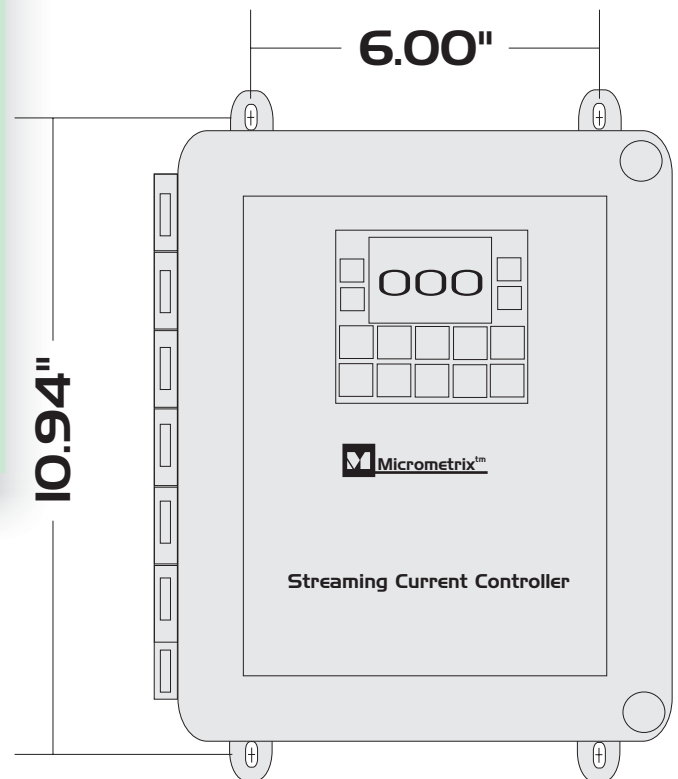 6.00"
10.94"
000
Micrometrix™
Streaming Current Controller